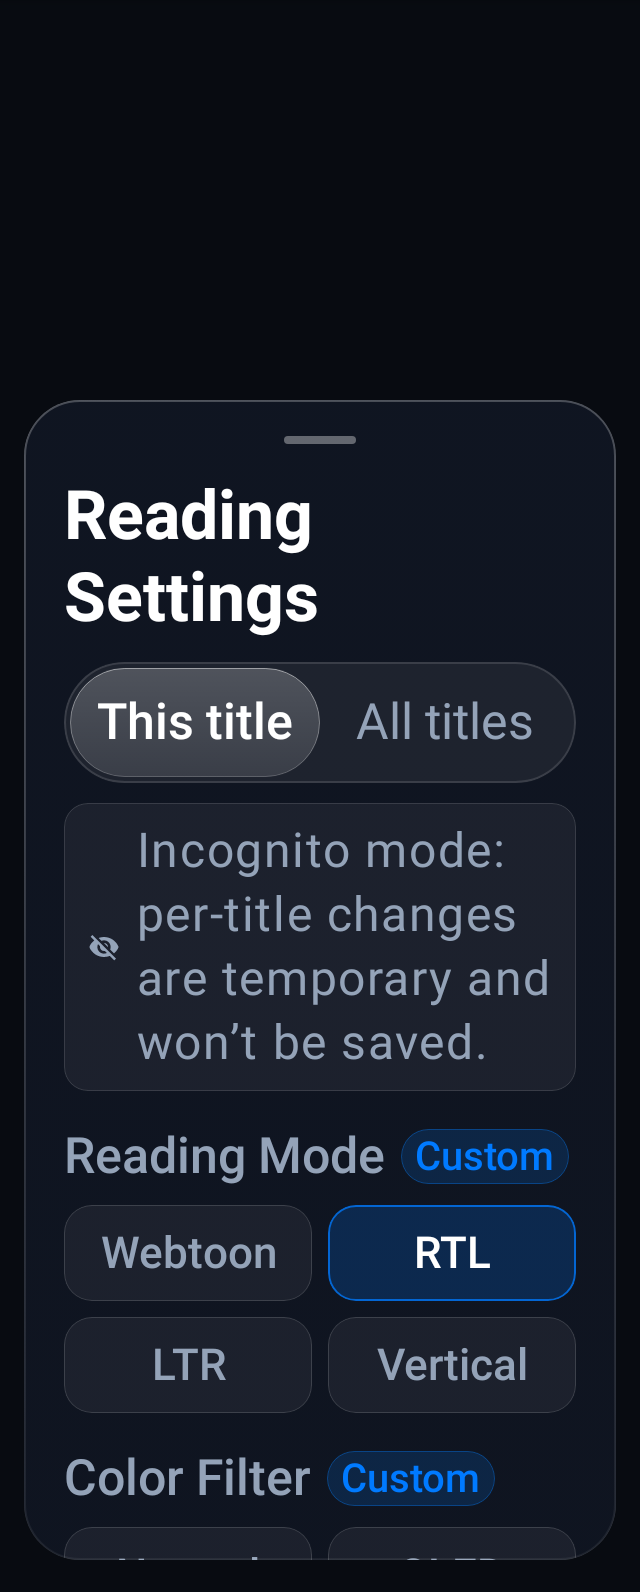 Reading
Settings
This title All titles
Incognito mode:
per-title changes
are temporary and
won’t be saved.
Reading Mode Custom
Webtoon RTL
LTR Vertical
Color Filter Custom